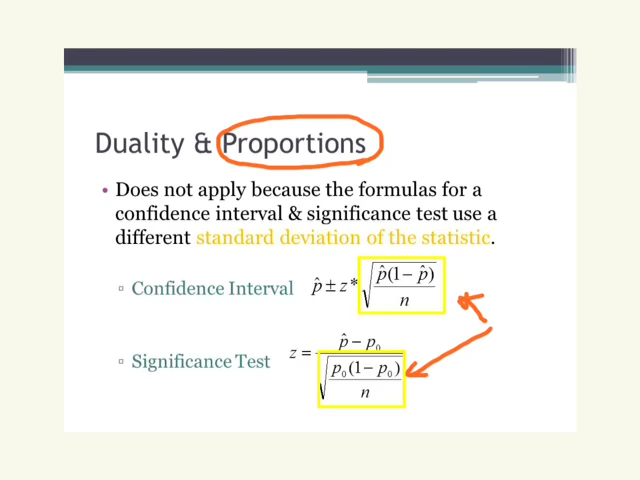 Duality & Proportions
• Does not apply because the formulas for a
confidence interval & significance test use a
different standard deviation of the statistic.
▫ Confidence Interval p̂ ± z * √(p̂(1 − p̂) / n)
▫ Significance Test z = (p̂ − p₀) / √(p₀(1 − p₀) / n)